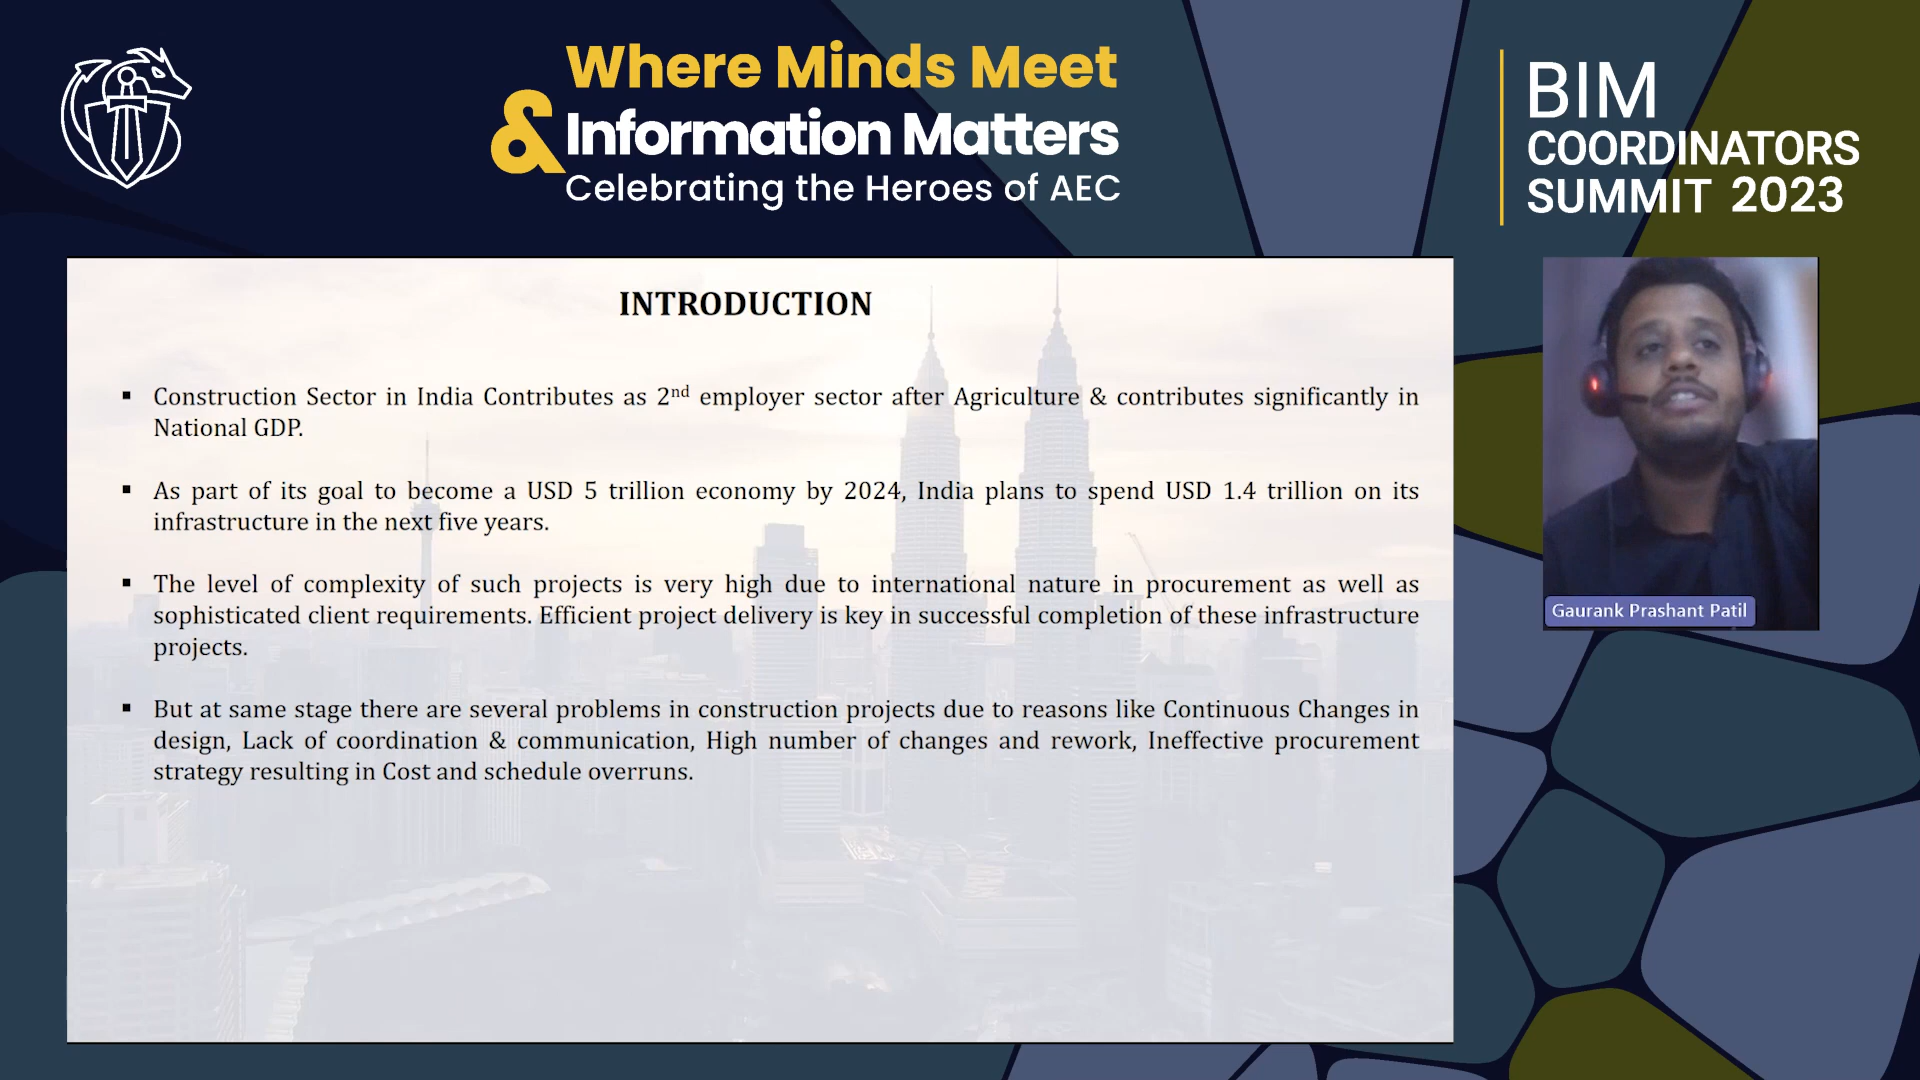 Where Minds Meet
& Information Matters
Celebrating the Heroes of AEC
BIM
COORDINATORS
SUMMIT 2023
INTRODUCTION
▪ Construction Sector in India Contributes as 2nd employer sector after Agriculture & contributes significantly in
National GDP.
▪ As part of its goal to become a USD 5 trillion economy by 2024, India plans to spend USD 1.4 trillion on its
infrastructure in the next five years.
▪ The level of complexity of such projects is very high due to international nature in procurement as well as
sophisticated client requirements. Efficient project delivery is key in successful completion of these infrastructure
projects.
▪ But at same stage there are several problems in construction projects due to reasons like Continuous Changes in
design, Lack of coordination & communication, High number of changes and rework, Ineffective procurement
strategy resulting in Cost and schedule overruns.
Gaurank Prashant Patil